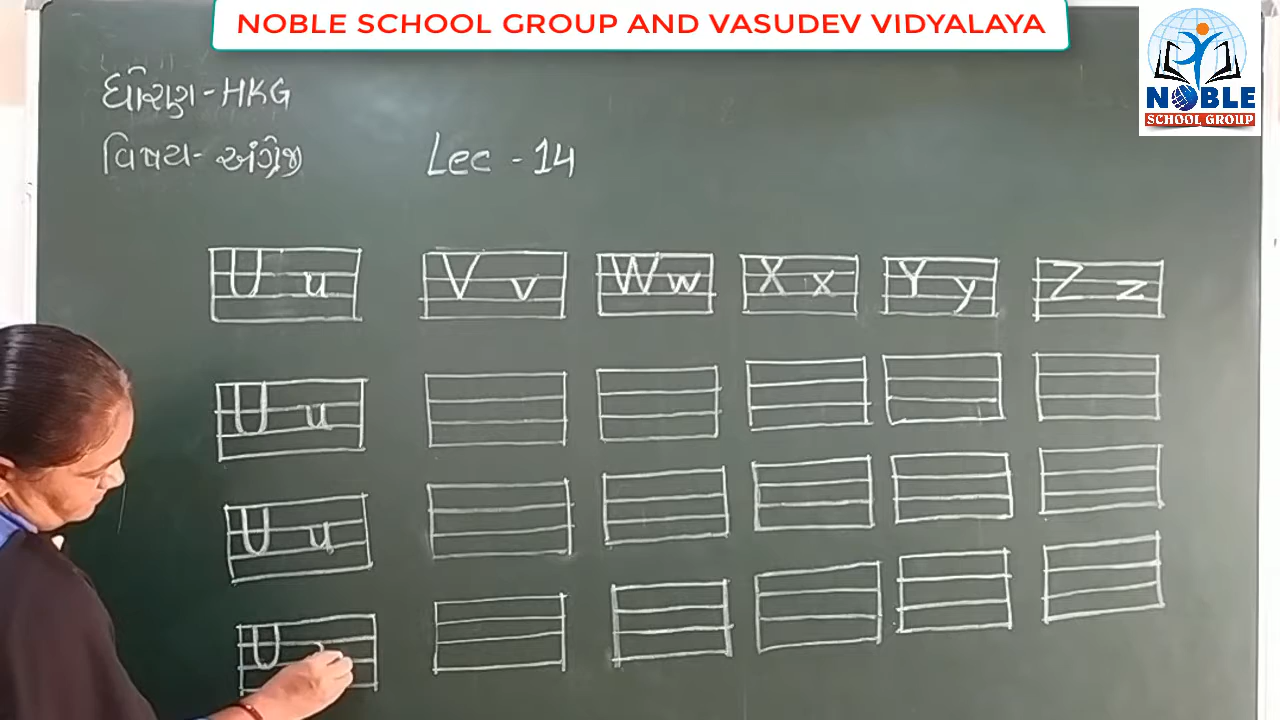 NOBLE SCHOOL GROUP AND VASUDEV VIDYALAYA
NOBLE
SCHOOL GROUP
ધોરણ - HKG
વિષય - અંગ્રેજી
Lec - 14
U u V v W w X x Y y Z z
U u
U u
U